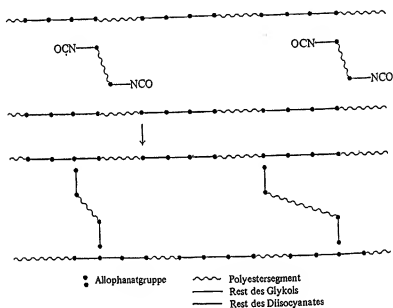 OCN
OCN
NCO
NCO
Allophanatgruppe
Polyestersegment
Rest des Glykols
Rest des Diisocyanates